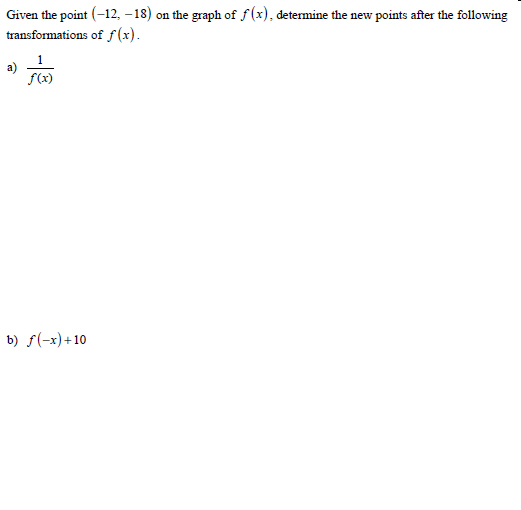 Given the point (−12, −18) on the graph of f(x), determine the new points after the following
transformations of f(x).
a) 1/f(x)
b) f(−x)+10